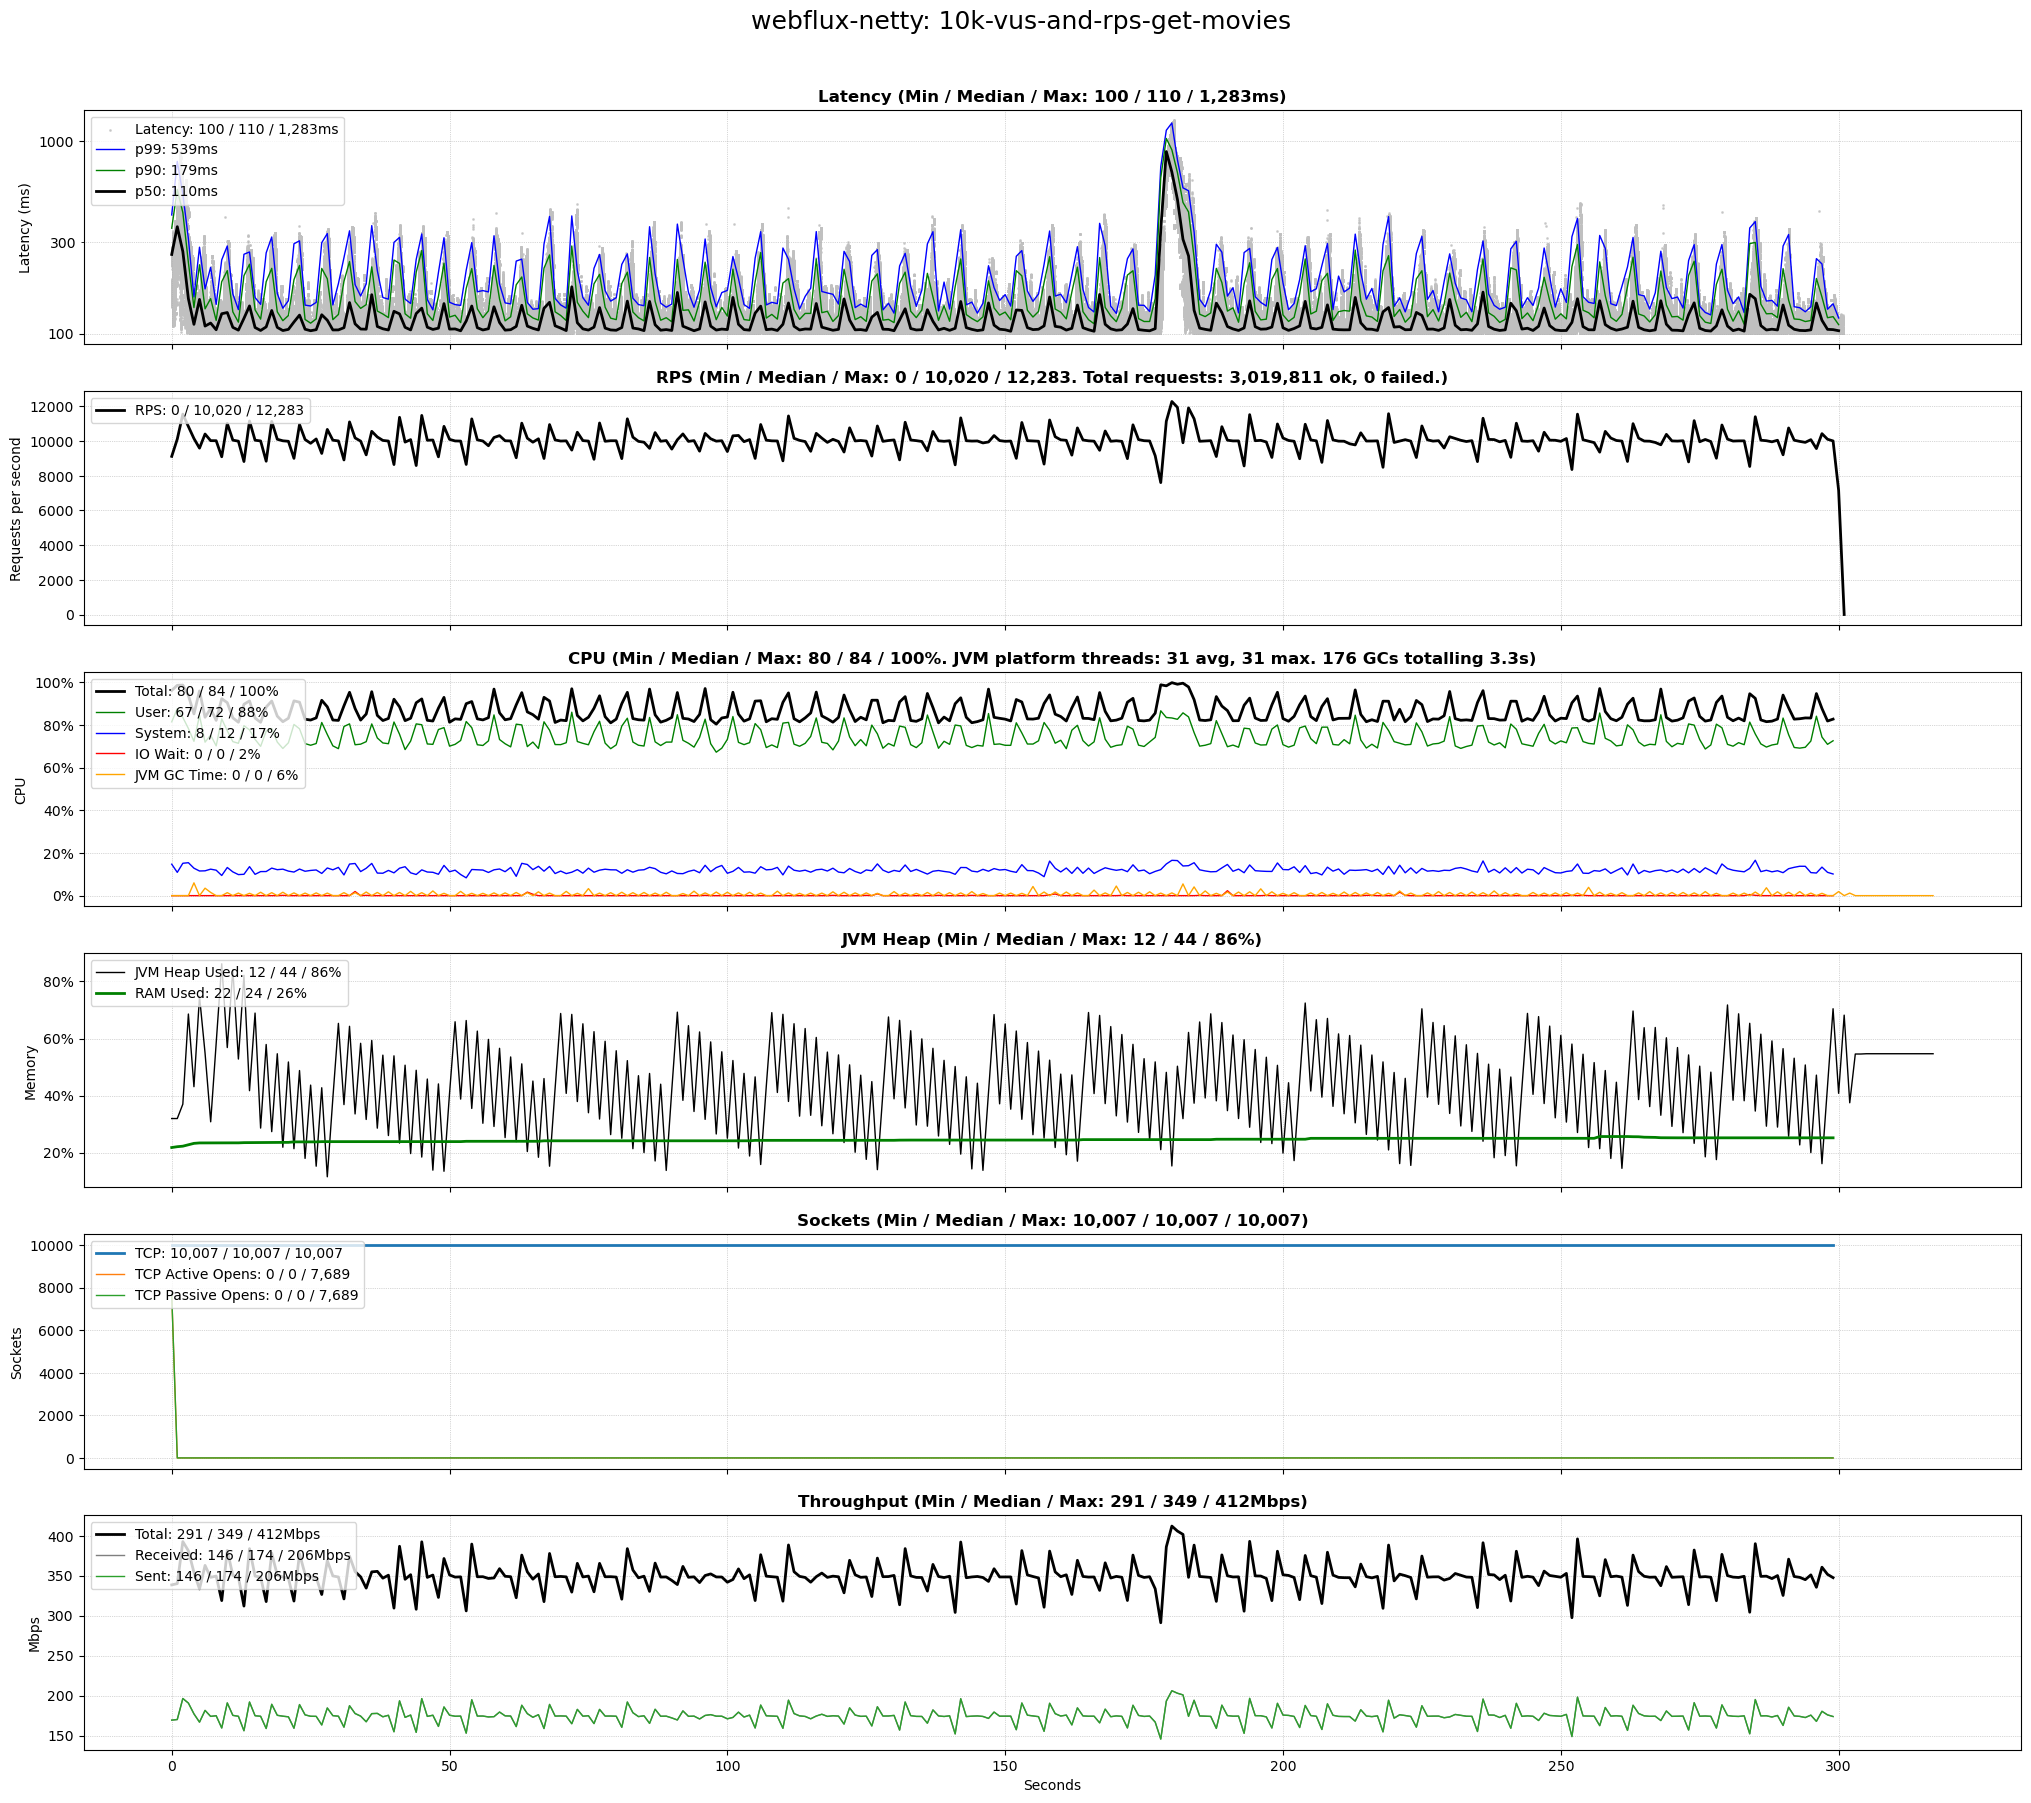 webflux-netty: 10k-vus-and-rps-get-movies
Latency (Min / Median / Max: 100 / 110 / 1,283ms)
Latency (ms)
1000
300
100
Latency: 100 / 110 / 1,283ms
p99: 539ms
p90: 179ms
p50: 110ms
RPS (Min / Median / Max: 0 / 10,020 / 12,283. Total requests: 3,019,811 ok, 0 failed.)
Requests per second
12000
10000
8000
6000
4000
2000
0
RPS: 0 / 10,020 / 12,283
CPU (Min / Median / Max: 80 / 84 / 100%. JVM platform threads: 31 avg, 31 max. 176 GCs totalling 3.3s)
CPU
100%
80%
60%
40%
20%
0%
Total: 80 / 84 / 100%
User: 67 / 72 / 88%
System: 8 / 12 / 17%
IO Wait: 0 / 0 / 2%
JVM GC Time: 0 / 0 / 6%
JVM Heap (Min / Median / Max: 12 / 44 / 86%)
Memory
80%
60%
40%
20%
JVM Heap Used: 12 / 44 / 86%
RAM Used: 22 / 24 / 26%
Sockets (Min / Median / Max: 10,007 / 10,007 / 10,007)
Sockets
10000
8000
6000
4000
2000
0
TCP: 10,007 / 10,007 / 10,007
TCP Active Opens: 0 / 0 / 7,689
TCP Passive Opens: 0 / 0 / 7,689
Throughput (Min / Median / Max: 291 / 349 / 412Mbps)
Mbps
400
350
300
250
200
150
Total: 291 / 349 / 412Mbps
Received: 146 / 174 / 206Mbps
Sent: 146 / 174 / 206Mbps
0 50 100 150 200 250 300
Seconds